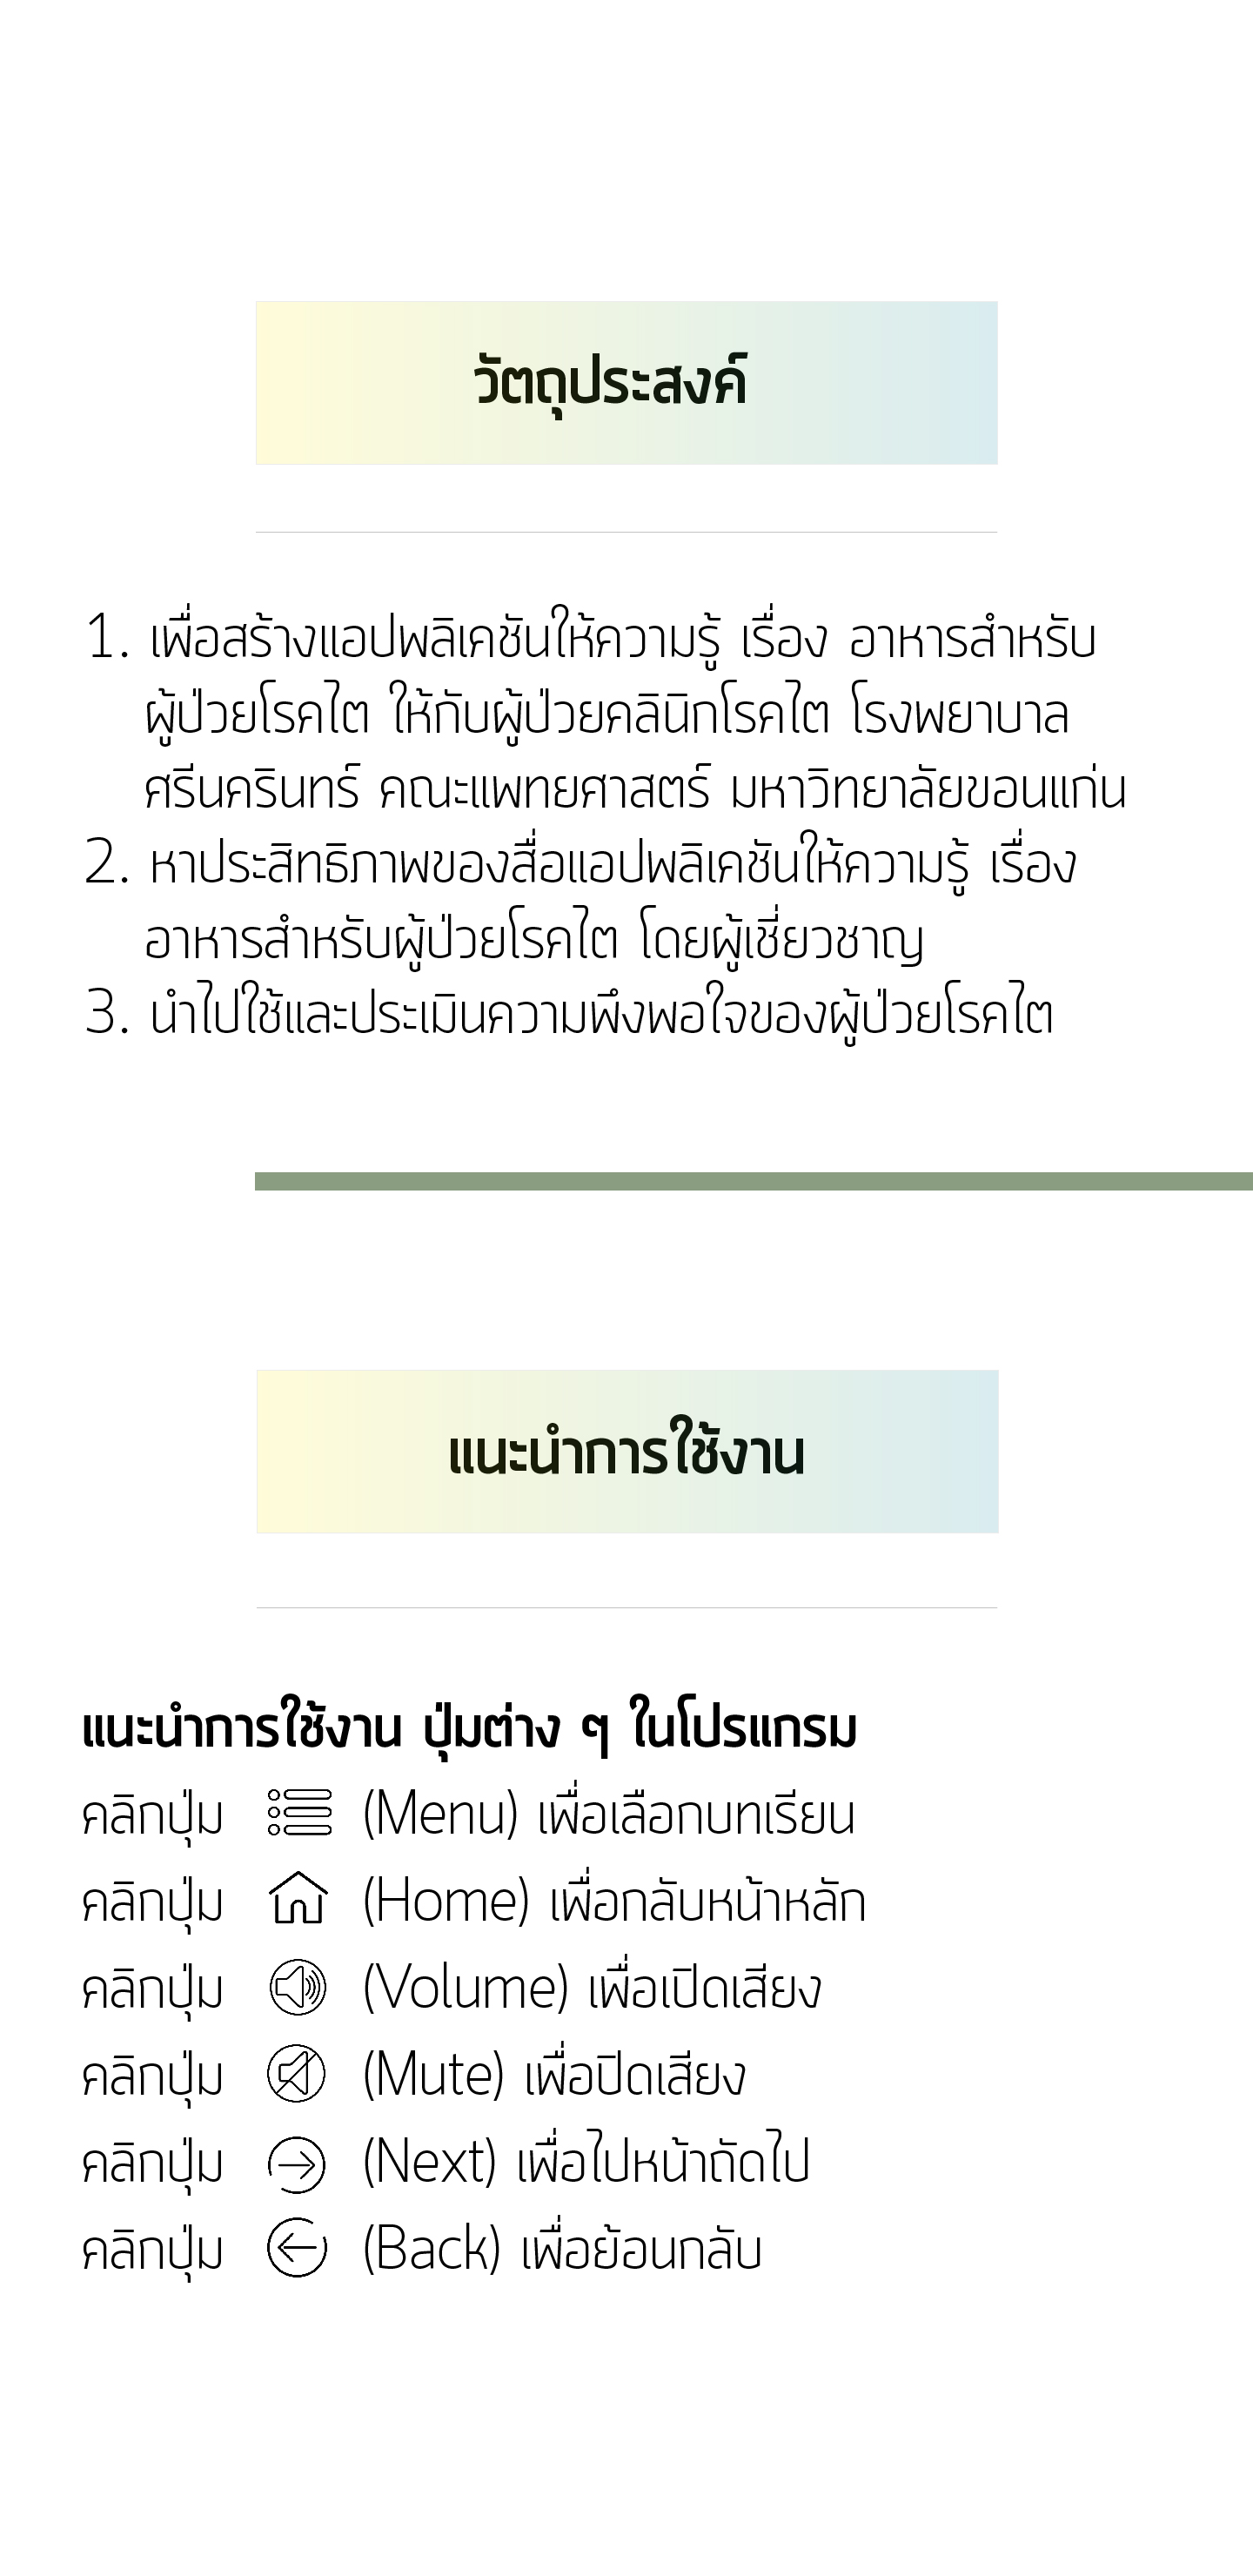 วัตถุประสงค์
1. เพื่อสร้างแอปพลิเคชันให้ความรู้ เรื่อง อาหารสำหรับ
ผู้ป่วยโรคไต ให้กับผู้ป่วยคลินิกโรคไต โรงพยาบาล
ศรีนครินทร์ คณะแพทยศาสตร์ มหาวิทยาลัยขอนแก่น
2. หาประสิทธิภาพของสื่อแอปพลิเคชันให้ความรู้ เรื่อง
อาหารสำหรับผู้ป่วยโรคไต โดยผู้เชี่ยวชาญ
3. นำไปใช้และประเมินความพึงพอใจของผู้ป่วยโรคไต
แนะนำการใช้งาน
แนะนำการใช้งาน ปุ่มต่าง ๆ ในโปรแกรม
คลิกปุ่ม (Menu) เพื่อเลือกบทเรียน
คลิกปุ่ม (Home) เพื่อกลับหน้าหลัก
คลิกปุ่ม (Volume) เพื่อเปิดเสียง
คลิกปุ่ม (Mute) เพื่อปิดเสียง
คลิกปุ่ม (Next) เพื่อไปหน้าถัดไป
คลิกปุ่ม (Back) เพื่อย้อนกลับ